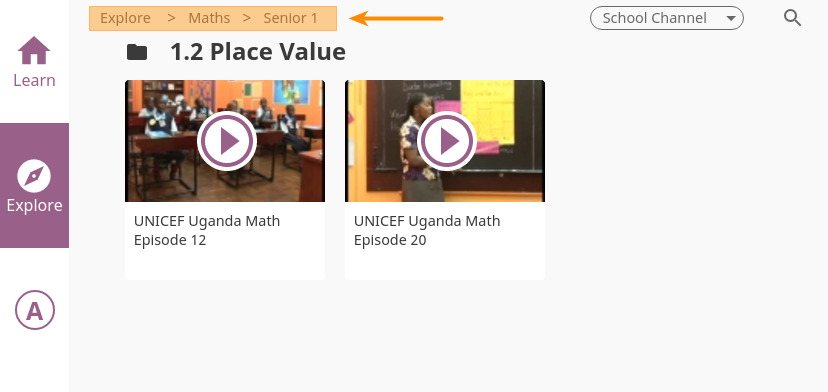 Explore > Maths > Senior 1
School Channel
Learn
1.2 Place Value
Explore
UNICEF Uganda Math
Episode 12
UNICEF Uganda Math
Episode 20
A